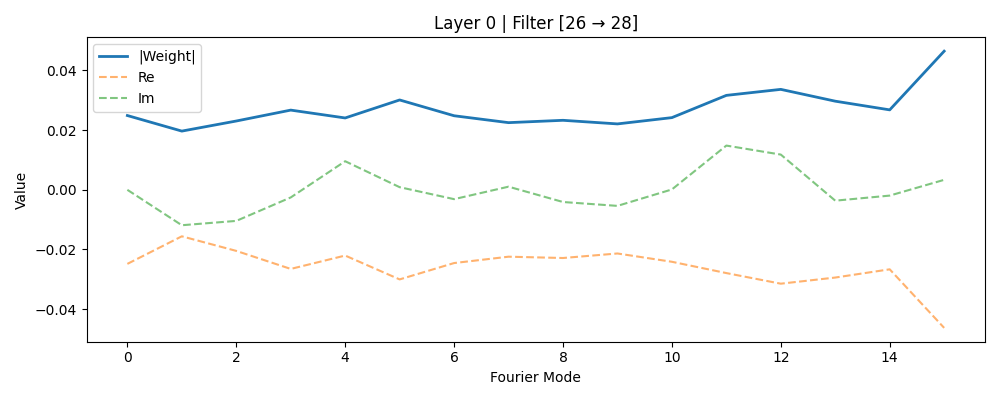 Layer 0 | Filter [26 → 28]
|Weight|
Re
Im
0.04
0.02
0.00
−0.02
−0.04
Value
0 2 4 6 8 10 12 14
Fourier Mode